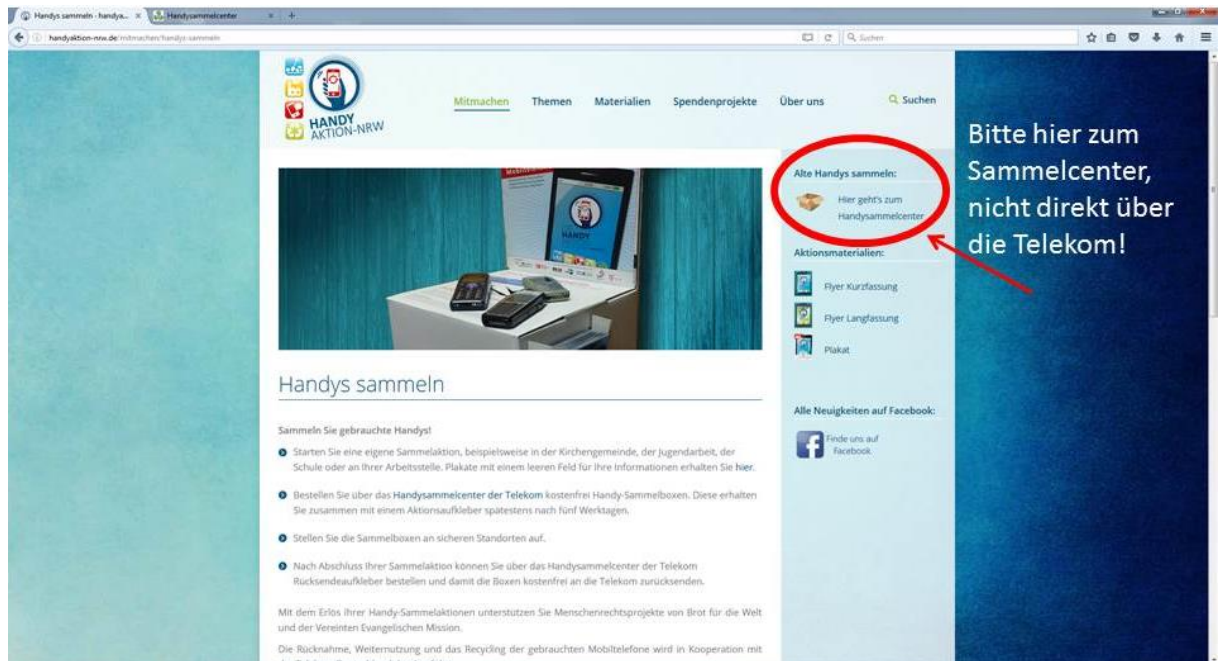 Handys sammeln - handya...
Handysammelcenter
handyaktion-nrw.de/mitmachen/handys-sammeln
Suchen
HANDY
AKTION-NRW
Mitmachen
Themen
Materialien
Spendenprojekte
Über uns
Suchen
HANDY
Alte Handys sammeln:
Hier geht's zum
Handysammelcenter
Aktionsmaterialien:
Flyer Kurzfassung
Flyer Langfassung
Plakat
Alle Neuigkeiten auf Facebook:
Finde uns auf
Facebook
Bitte hier zum
Sammelcenter,
nicht direkt über
die Telekom!
Handys sammeln
Sammeln Sie gebrauchte Handys!
Starten Sie eine eigene Sammelaktion, beispielsweise in der Kirchengemeinde, der Jugendarbeit, der
Schule oder an Ihrer Arbeitsstelle. Plakate mit einem leeren Feld für Ihre Informationen erhalten Sie hier.
Bestellen Sie über das Handysammelcenter der Telekom kostenfrei Handy-Sammelboxen. Diese erhalten
Sie zusammen mit einem Aktionsaufkleber spätestens nach fünf Werktagen.
Stellen Sie die Sammelboxen an sicheren Standorten auf.
Nach Abschluss Ihrer Sammelaktion können Sie über das Handysammelcenter der Telekom
Rücksendeaufkleber bestellen und damit die Boxen kostenfrei an die Telekom zurücksenden.
Mit dem Erlös Ihrer Handy-Sammelaktionen unterstützen Sie Menschenrechtsprojekte von Brot für die Welt
und der Vereinten Evangelischen Mission.
Die Rücknahme, Weiternutzung und das Recycling der gebrauchten Mobiltelefone wird in Kooperation mit